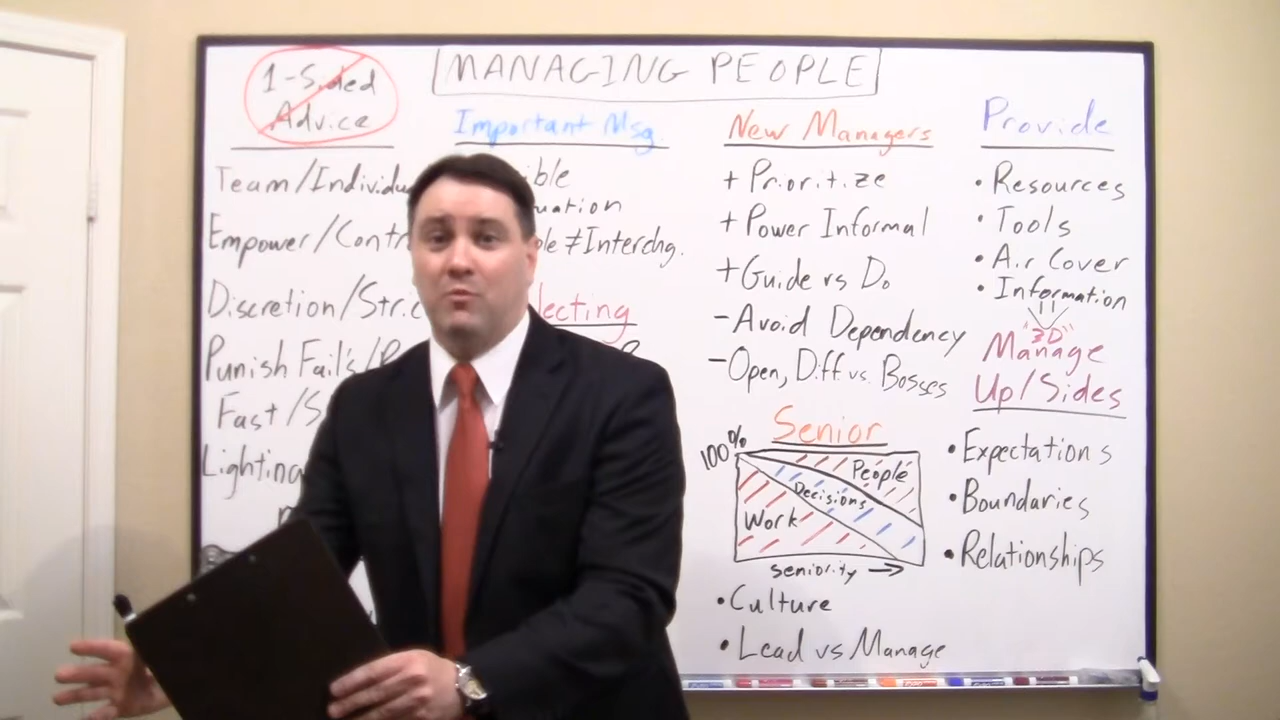 MANAGING PEOPLE
1-Sided
Advice
Team/Individu
Empower/Contr
Discretion/Stric
Punish Fail's/
Fast/S
Lighting
Important Msg.
ible
uation
≠Interchg.
lecting
New Managers
+ Prioritize
+ Power Informal
+ Guide vs Do
- Avoid Dependency
- Open, Diff vs. Bosses
Senior
100%
People
Decisions
Work
seniority →
• Culture
• Lead vs Manage
Provide
• Resources
• Tools
• Air Cover
• Information
"3D"
Manage
Up/Sides
• Expectations
• Boundaries
• Relationships